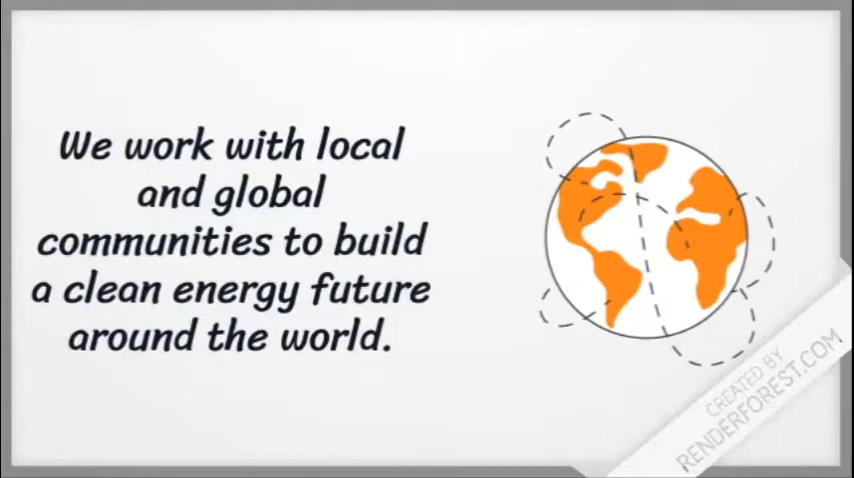 We work with local
and global
communities to build
a clean energy future
around the world.
CREATED BY
RENDERFOREST.COM